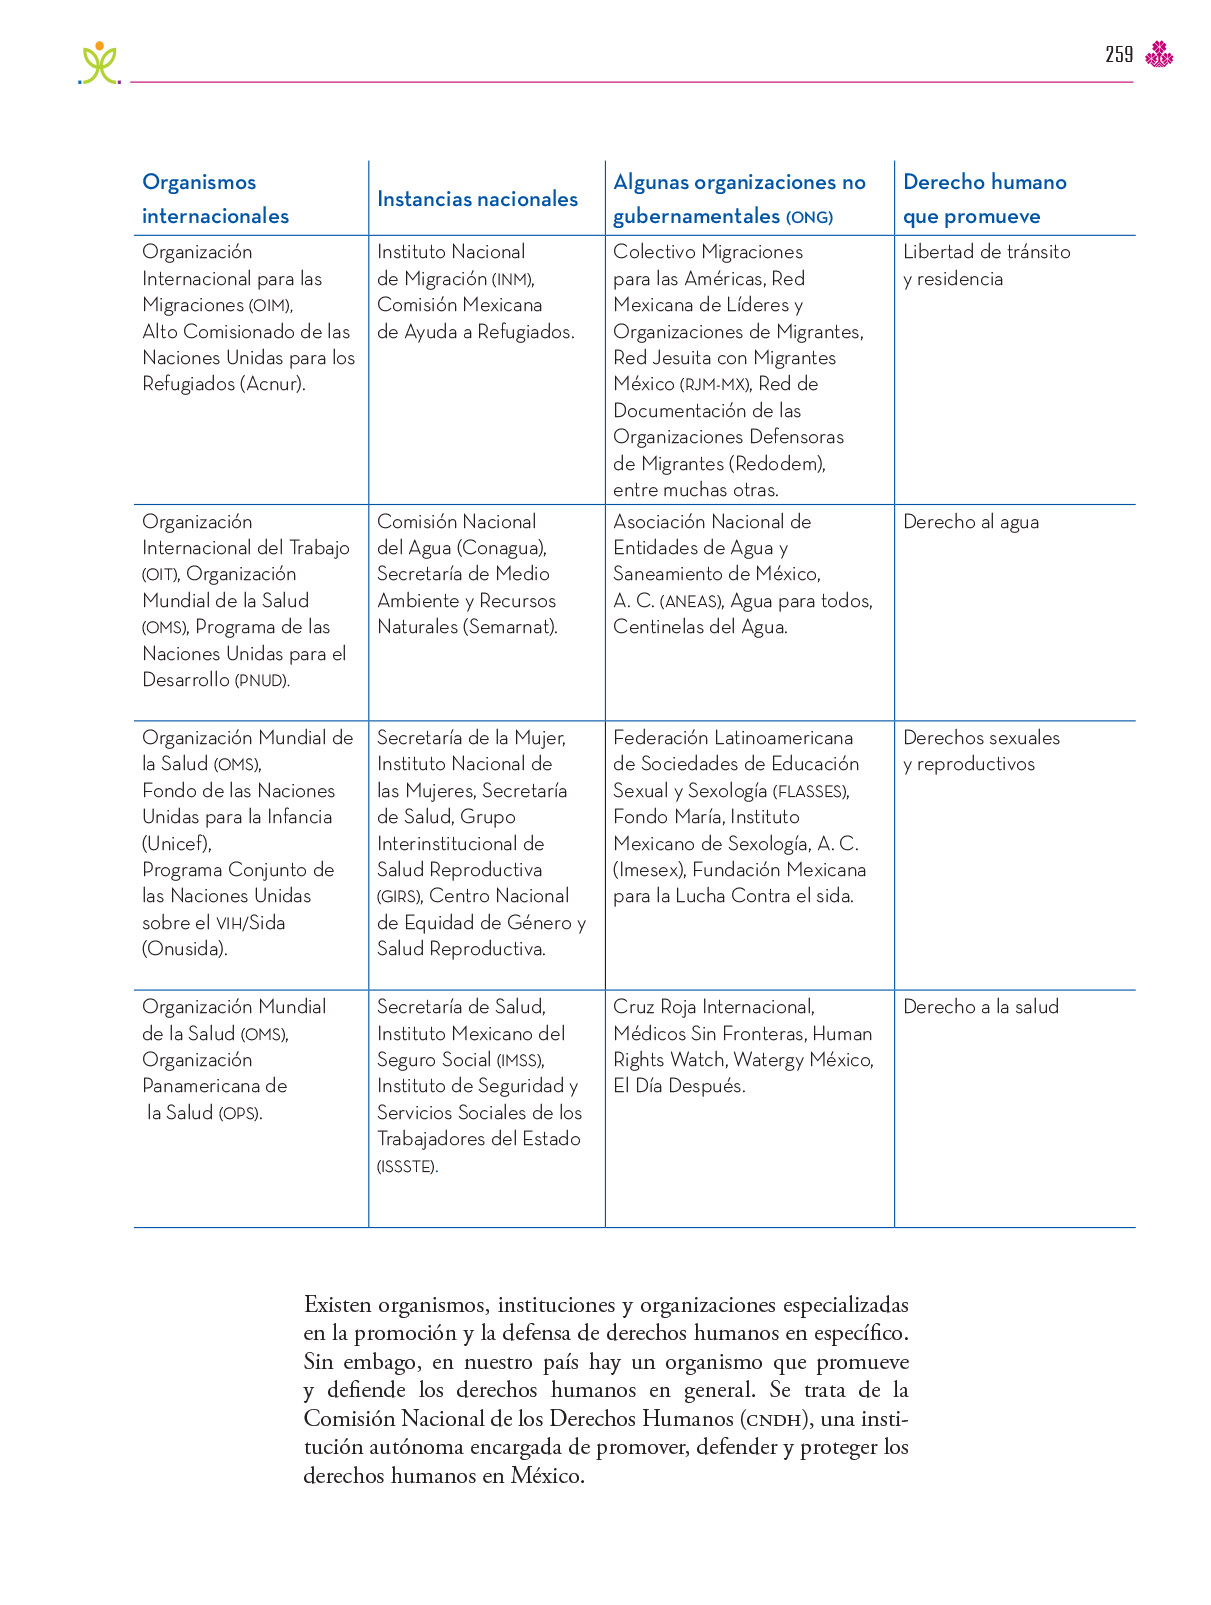 259
Organismos
internacionales
Instancias nacionales
Algunas organizaciones no
gubernamentales (ONG)
Derecho humano
que promueve
Organización
Internacional para las
Migraciones (OIM),
Alto Comisionado de las
Naciones Unidas para los
Refugiados (Acnur).
Instituto Nacional
de Migración (INM),
Comisión Mexicana
de Ayuda a Refugiados.
Colectivo Migraciones
para las Américas, Red
Mexicana de Líderes y
Organizaciones de Migrantes,
Red Jesuita con Migrantes
México (RJM-MX), Red de
Documentación de las
Organizaciones Defensoras
de Migrantes (Redodem),
entre muchas otras.
Libertad de tránsito
y residencia
Organización
Internacional del Trabajo
(OIT), Organización
Mundial de la Salud
(OMS), Programa de las
Naciones Unidas para el
Desarrollo (PNUD).
Comisión Nacional
del Agua (Conagua),
Secretaría de Medio
Ambiente y Recursos
Naturales (Semarnat).
Asociación Nacional de
Entidades de Agua y
Saneamiento de México,
A. C. (ANEAS), Agua para todos,
Centinelas del Agua.
Derecho al agua
Organización Mundial de
la Salud (OMS),
Fondo de las Naciones
Unidas para la Infancia
(Unicef),
Programa Conjunto de
las Naciones Unidas
sobre el VIH/Sida
(Onusida).
Secretaría de la Mujer,
Instituto Nacional de
las Mujeres, Secretaría
de Salud, Grupo
Interinstitucional de
Salud Reproductiva
(GIRS), Centro Nacional
de Equidad de Género y
Salud Reproductiva.
Federación Latinoamericana
de Sociedades de Educación
Sexual y Sexología (FLASSES),
Fondo María, Instituto
Mexicano de Sexología, A. C.
(Imesex), Fundación Mexicana
para la Lucha Contra el sida.
Derechos sexuales
y reproductivos
Organización Mundial
de la Salud (OMS),
Organización
Panamericana de
la Salud (OPS).
Secretaría de Salud,
Instituto Mexicano del
Seguro Social (IMSS),
Instituto de Seguridad y
Servicios Sociales de los
Trabajadores del Estado
(ISSSTE).
Cruz Roja Internacional,
Médicos Sin Fronteras, Human
Rights Watch, Watergy México,
El Día Después.
Derecho a la salud
Existen organismos, instituciones y organizaciones especializadas
en la promoción y la defensa de derechos humanos en específico.
Sin embago, en nuestro país hay un organismo que promueve
y defiende los derechos humanos en general. Se trata de la
Comisión Nacional de los Derechos Humanos (CNDH), una insti-
tución autónoma encargada de promover, defender y proteger los
derechos humanos en México.